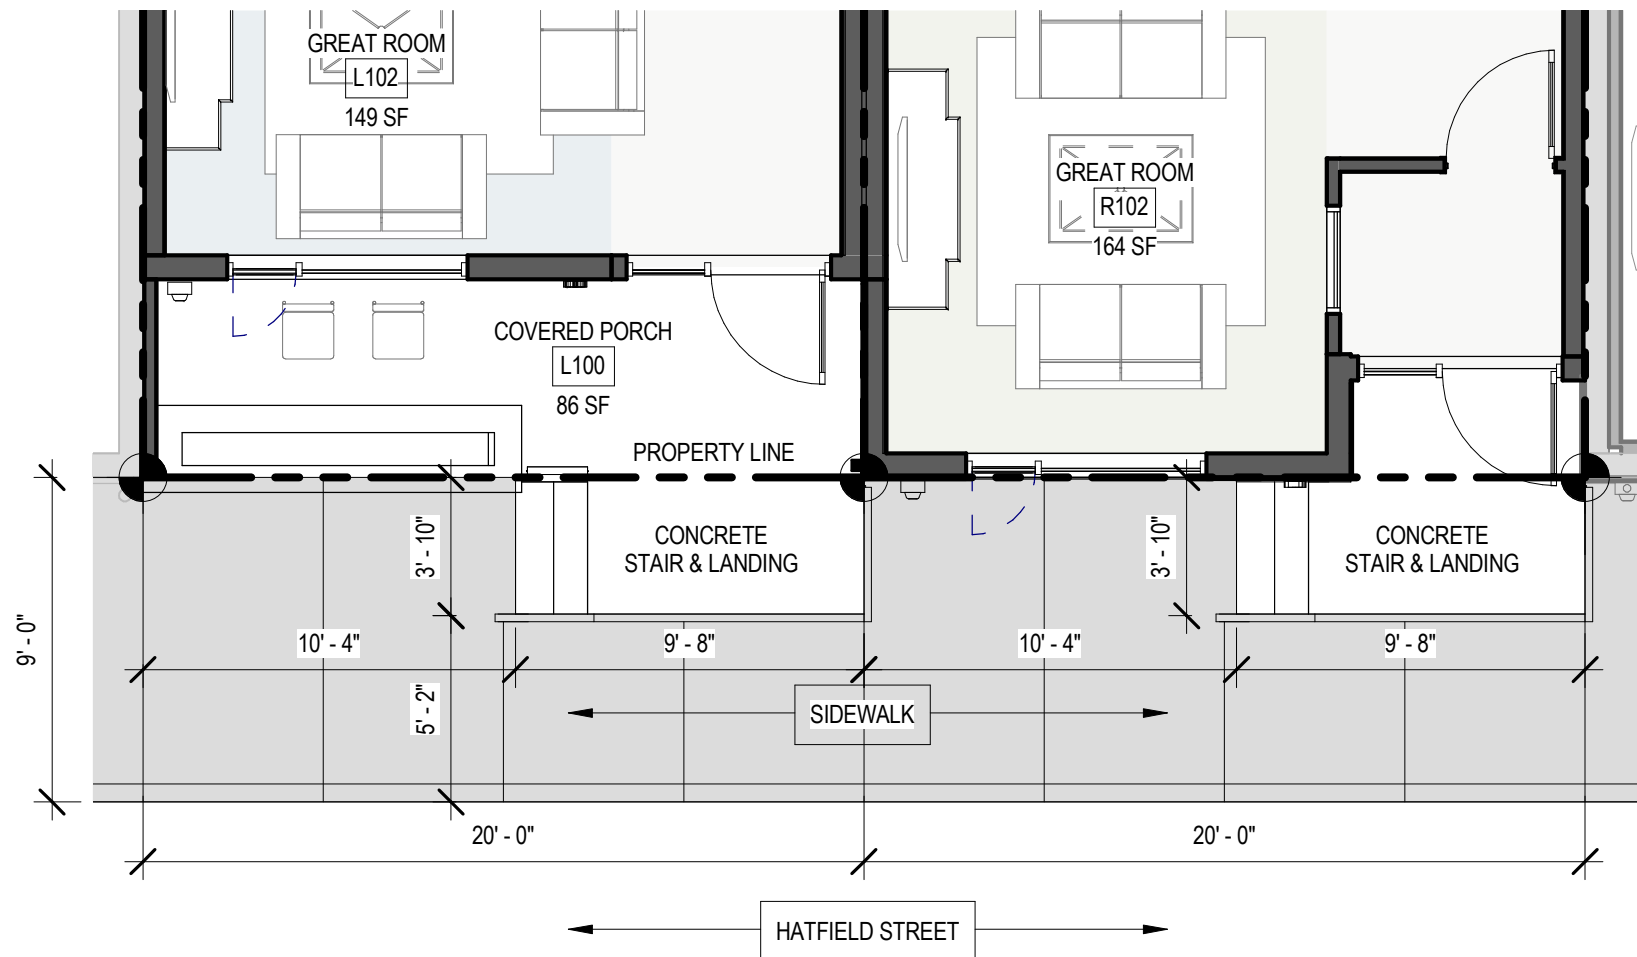 GREAT ROOM
L102
149 SF
GREAT ROOM
R102
164 SF
COVERED PORCH
L100
86 SF
PROPERTY LINE
CONCRETE
STAIR & LANDING
CONCRETE
STAIR & LANDING
3' - 10"
3' - 10"
9' - 0"
10' - 4"
9' - 8"
10' - 4"
9' - 8"
5' - 2"
SIDEWALK
20' - 0"
20' - 0"
HATFIELD STREET